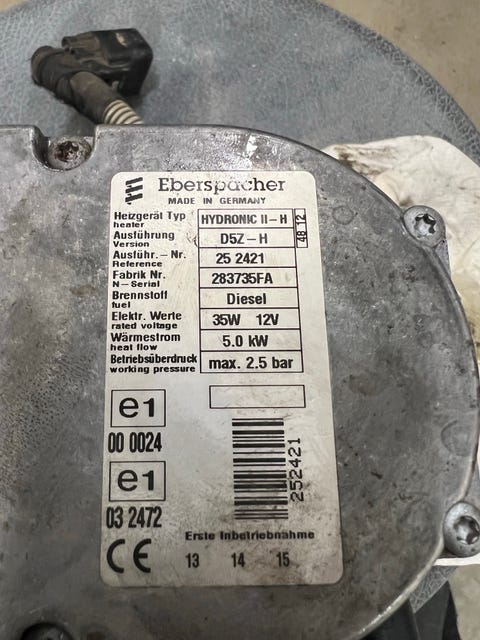 Eberspächer
MADE IN GERMANY
Heizgerät Typ HYDRONIC II-H
heater
48 12
Ausführung D5Z-H
Version
Ausführ.-Nr. 25 2421
Reference
Fabrik Nr. 283735FA
N-Serial
Brennstoff Diesel
fuel
Elektr. Werte 35W 12V
rated voltage
Wärmestrom 5.0 kW
heat flow
Betriebsüberdruck max. 2.5 bar
working pressure
e1
00 0024
252421
e1
03 2472
Erste Inbetriebnahme
CE 13 14 15